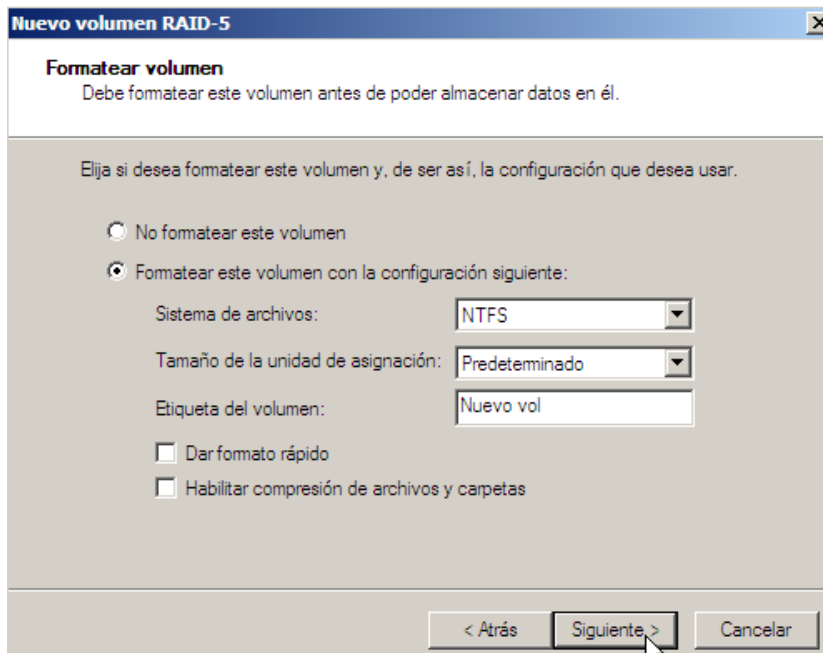 Nuevo volumen RAID-5
Formatear volumen
Debe formatear este volumen antes de poder almacenar datos en él.
Elija si desea formatear este volumen y, de ser así, la configuración que desea usar.
No formatear este volumen
Formatear este volumen con la configuración siguiente:
Sistema de archivos: NTFS
Tamaño de la unidad de asignación: Predeterminado
Etiqueta del volumen: Nuevo vol
Dar formato rápido
Habilitar compresión de archivos y carpetas
< Atrás Siguiente > Cancelar